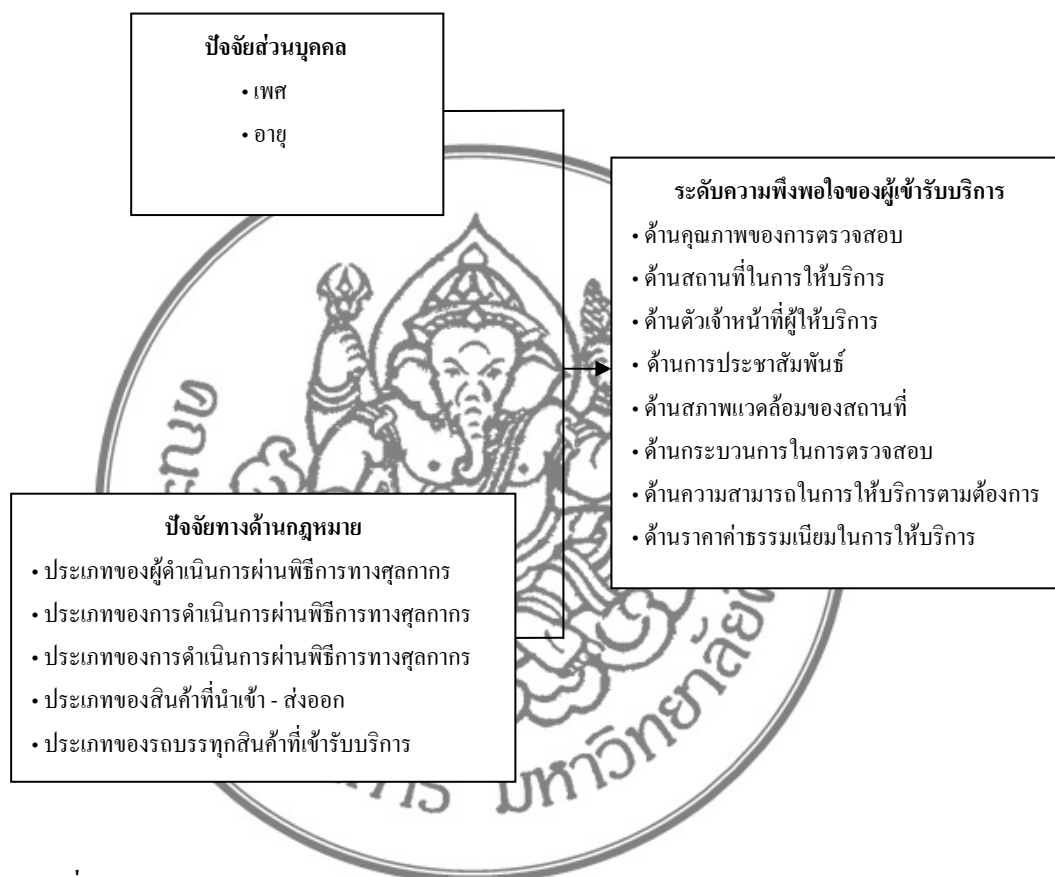 ปัจจัยส่วนบุคคล
• เพศ
• อายุ
ระดับความพึงพอใจของผู้เข้ารับบริการ
• ด้านคุณภาพของการตรวจสอบ
• ด้านสถานที่ในการให้บริการ
• ด้านตัวเจ้าหน้าที่ผู้ให้บริการ
• ด้านการประชาสัมพันธ์
• ด้านสภาพแวดล้อมของสถานที่
• ด้านกระบวนการในการตรวจสอบ
• ด้านความสามารถในการให้บริการตามต้องการ
• ด้านราคาค่าธรรมเนียมในการให้บริการ
ปัจจัยทางด้านกฎหมาย
• ประเภทของผู้ดำเนินการผ่านพิธีการทางศุลกากร
• ประเภทของการดำเนินการผ่านพิธีการทางศุลกากร
• ประเภทของการดำเนินการผ่านพิธีการทางศุลกากร
• ประเภทของสินค้าที่นำเข้า - ส่งออก
• ประเภทของรถบรรทุกสินค้าที่เข้ารับบริการ
มหาวิทยาลัย